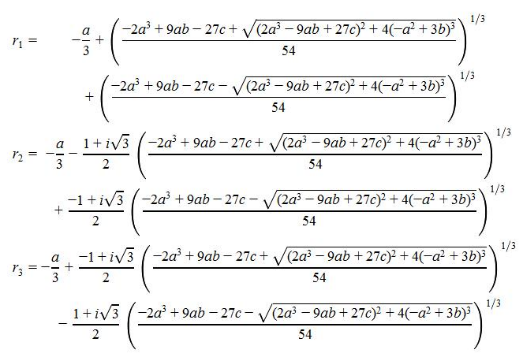 r₁ = -a/3 + ((-2a³ + 9ab – 27c + √((2a³ – 9ab + 27c)² + 4(–a² + 3b)³))/54)^1/3
+ ((-2a³ + 9ab – 27c – √((2a³ – 9ab + 27c)² + 4(–a² + 3b)³))/54)^1/3
r₂ = -a/3 – (1 + i√3)/2 ((-2a³ + 9ab – 27c + √((2a³ – 9ab + 27c)² + 4(–a² + 3b)³))/54)^1/3
+ (-1 + i√3)/2 ((-2a³ + 9ab – 27c – √((2a³ – 9ab + 27c)² + 4(–a² + 3b)³))/54)^1/3
r₃ = -a/3 + (-1 + i√3)/2 ((-2a³ + 9ab – 27c + √((2a³ – 9ab + 27c)² + 4(–a² + 3b)³))/54)^1/3
– (1 + i√3)/2 ((-2a³ + 9ab – 27c – √((2a³ – 9ab + 27c)² + 4(–a² + 3b)³))/54)^1/3